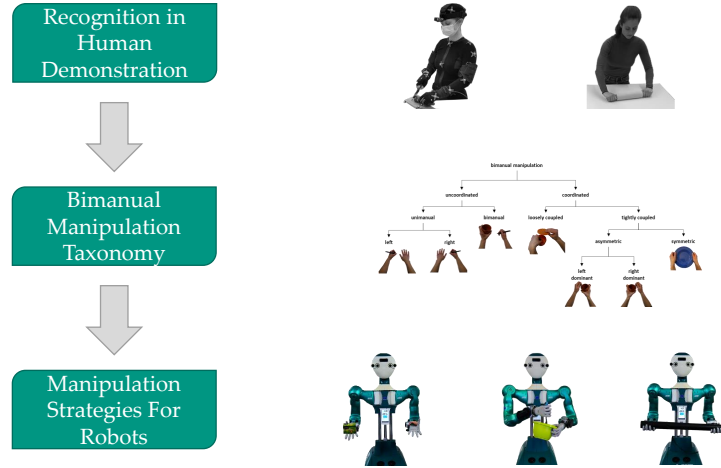 Recognition in
Human
Demonstration
bimanual manipulation
uncoordinated
coordinated
Bimanual
Manipulation
Taxonomy
unimanual
bimanual
loosely coupled
tightly coupled
left
right
asymmetric
symmetric
left
dominant
right
dominant
Manipulation
Strategies For
Robots